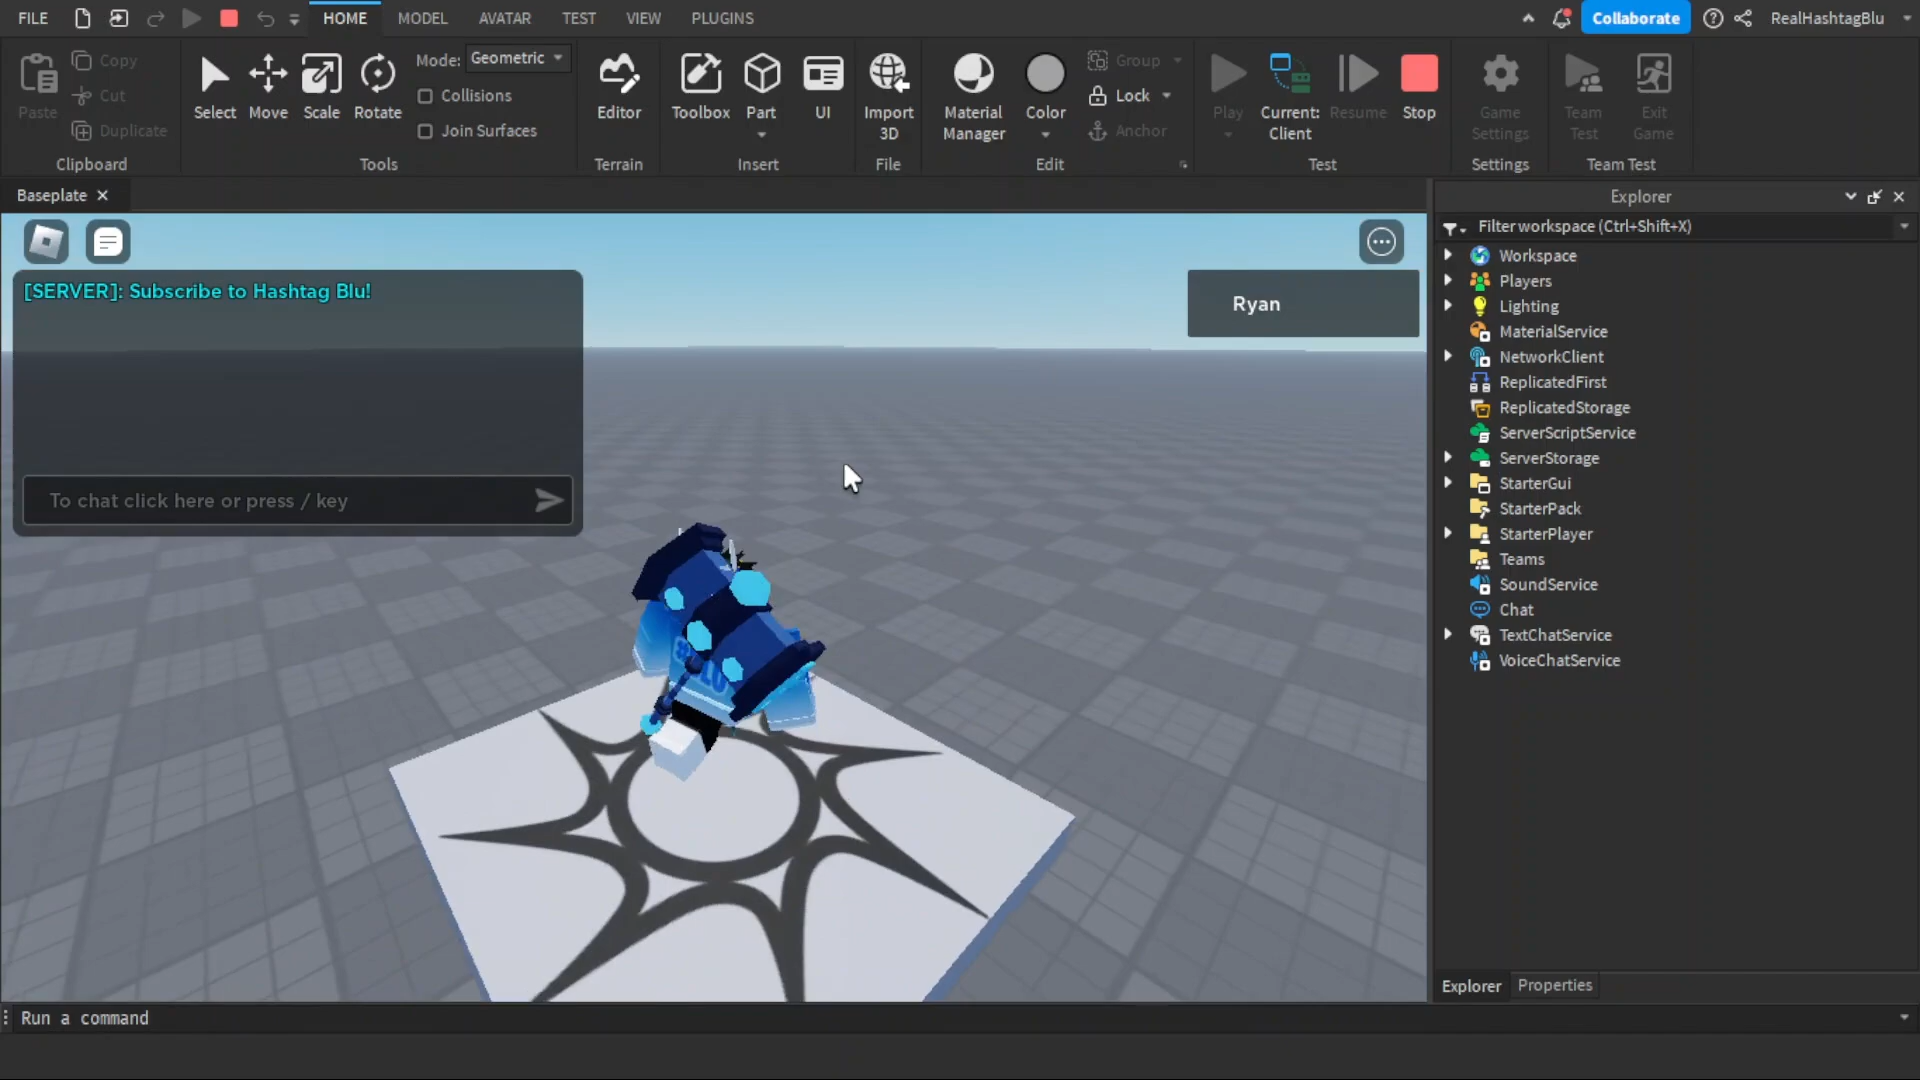 FILE
HOME
MODEL
AVATAR
TEST
VIEW
PLUGINS
Collaborate
RealHashtagBlu
Paste
Copy
Cut
Duplicate
Clipboard
Select
Move
Scale
Rotate
Mode: Geometric
Collisions
Join Surfaces
Tools
Editor
Terrain
Toolbox
Part
UI
Insert
Import
3D
File
Material
Manager
Color
Group
Lock
Anchor
Edit
Play
Current:
Client
Resume
Stop
Test
Game
Settings
Settings
Team
Test
Exit
Game
Team Test
Baseplate
[SERVER]: Subscribe to Hashtag Blu!
To chat click here or press / key
Ryan
#BLU
Explorer
Filter workspace (Ctrl+Shift+X)
Workspace
Players
Lighting
MaterialService
NetworkClient
ReplicatedFirst
ReplicatedStorage
ServerScriptService
ServerStorage
StarterGui
StarterPack
StarterPlayer
Teams
SoundService
Chat
TextChatService
VoiceChatService
Explorer
Properties
Run a command